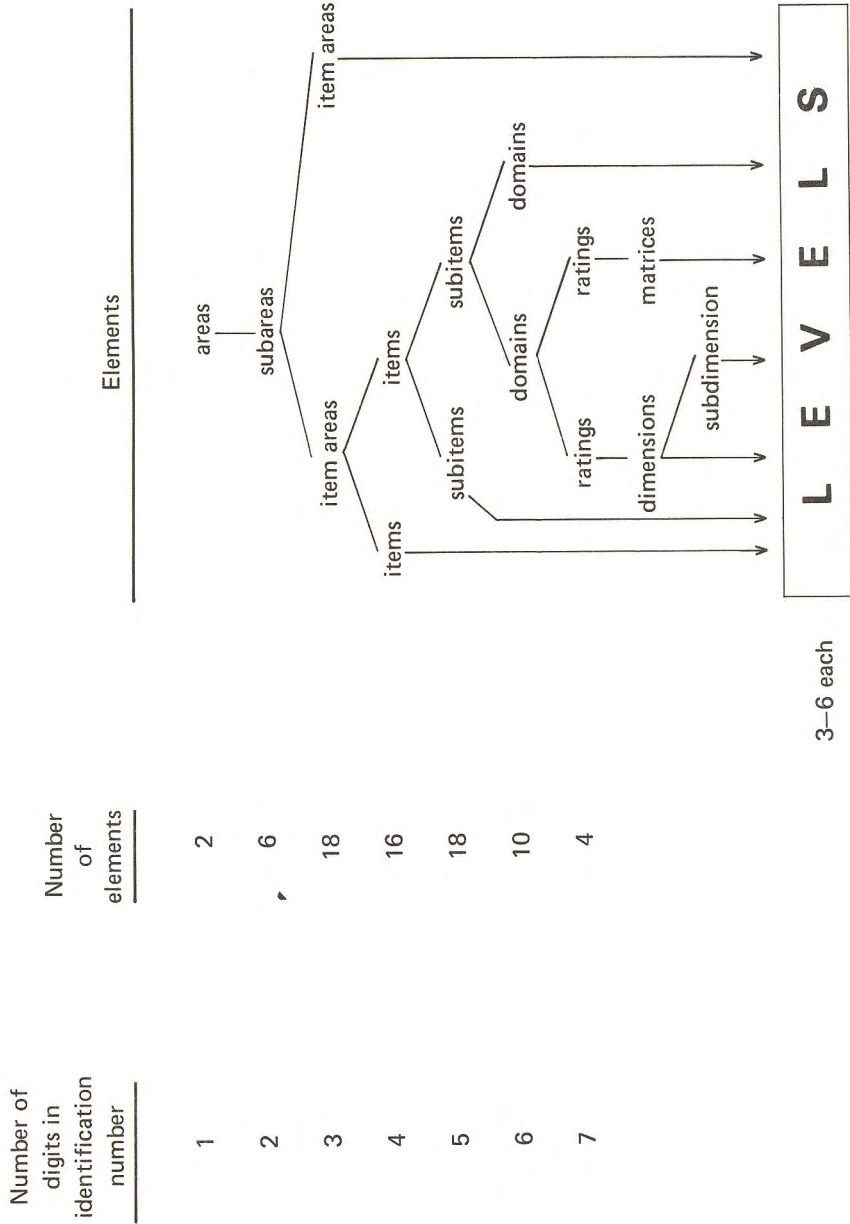 Number of
digits in
identification
number
Number
of
elements
Elements
1 2 areas
2 6 subareas
3 18 item areas item areas
4 16 items items
5 18 subitems subitems
6 10 domains domains
7 4 ratings ratings
dimensions matrices
subdimension
3–6 each L E V E L S